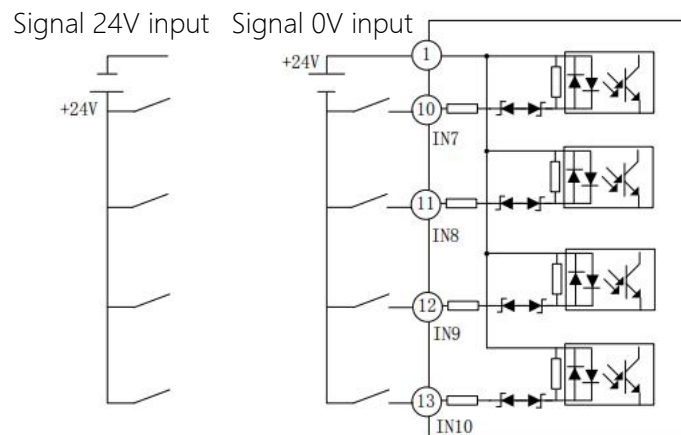 Signal 24V input Signal 0V input
+24V
1
+24V
10
IN7
11
IN8
12
IN9
13
IN10